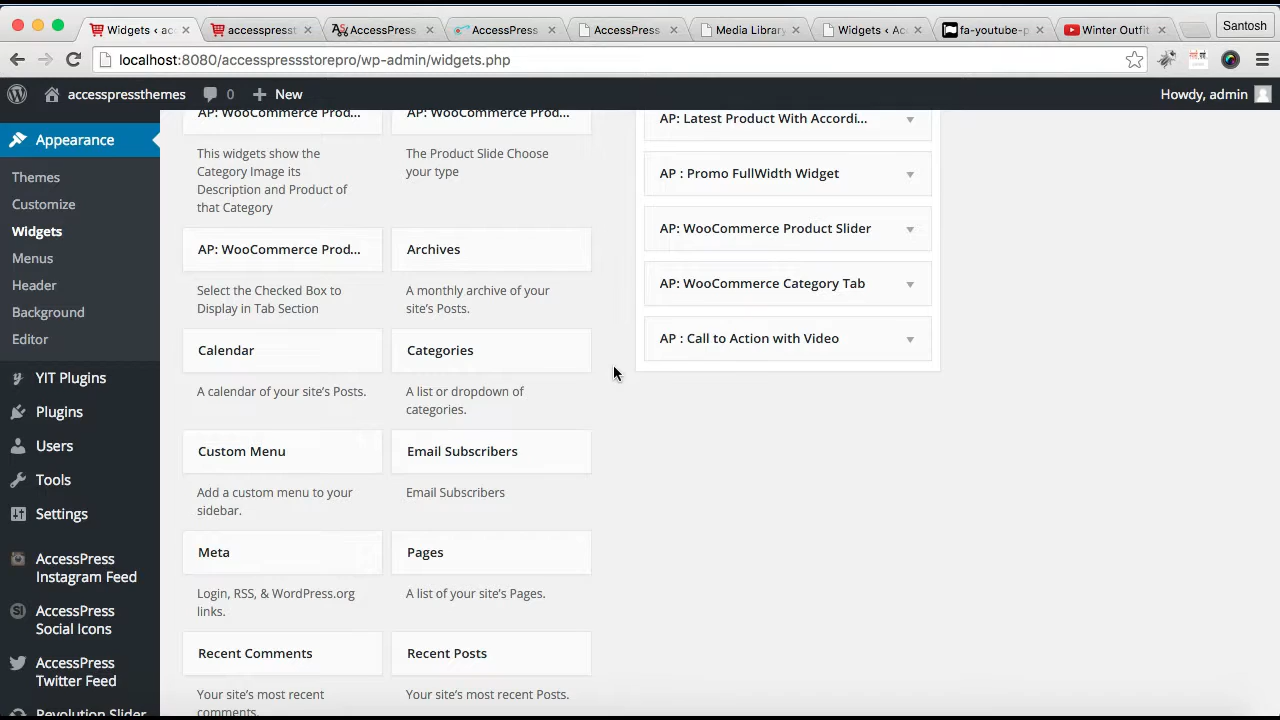 Widgets ‹ ac
accesspresst
AccessPress
AccessPress
AccessPress
Media Library
Widgets ‹ Ac
fa-youtube-p
Winter Outfit
Santosh
localhost:8080/accesspressstorepro/wp-admin/widgets.php
accesspressthemes
0
New
Howdy, admin
Appearance
Themes
Customize
Widgets
Menus
Header
Background
Editor
YIT Plugins
Plugins
Users
Tools
Settings
AccessPress
Instagram Feed
AccessPress
Social Icons
AccessPress
Twitter Feed
Revolution Slider
AP: WooCommerce Prod...
This widgets show the
Category Image its
Description and Product of
that Category
AP: WooCommerce Prod...
The Product Slide Choose
your type
AP: WooCommerce Prod...
Select the Checked Box to
Display in Tab Section
Archives
A monthly archive of your
site's Posts.
Calendar
A calendar of your site's Posts.
Categories
A list or dropdown of
categories.
Custom Menu
Add a custom menu to your
sidebar.
Email Subscribers
Email Subscribers
Meta
Login, RSS, & WordPress.org
links.
Pages
A list of your site's Pages.
Recent Comments
Your site's most recent
comments.
Recent Posts
Your site's most recent Posts.
AP: Latest Product With Accordi...
AP : Promo FullWidth Widget
AP: WooCommerce Product Slider
AP: WooCommerce Category Tab
AP : Call to Action with Video